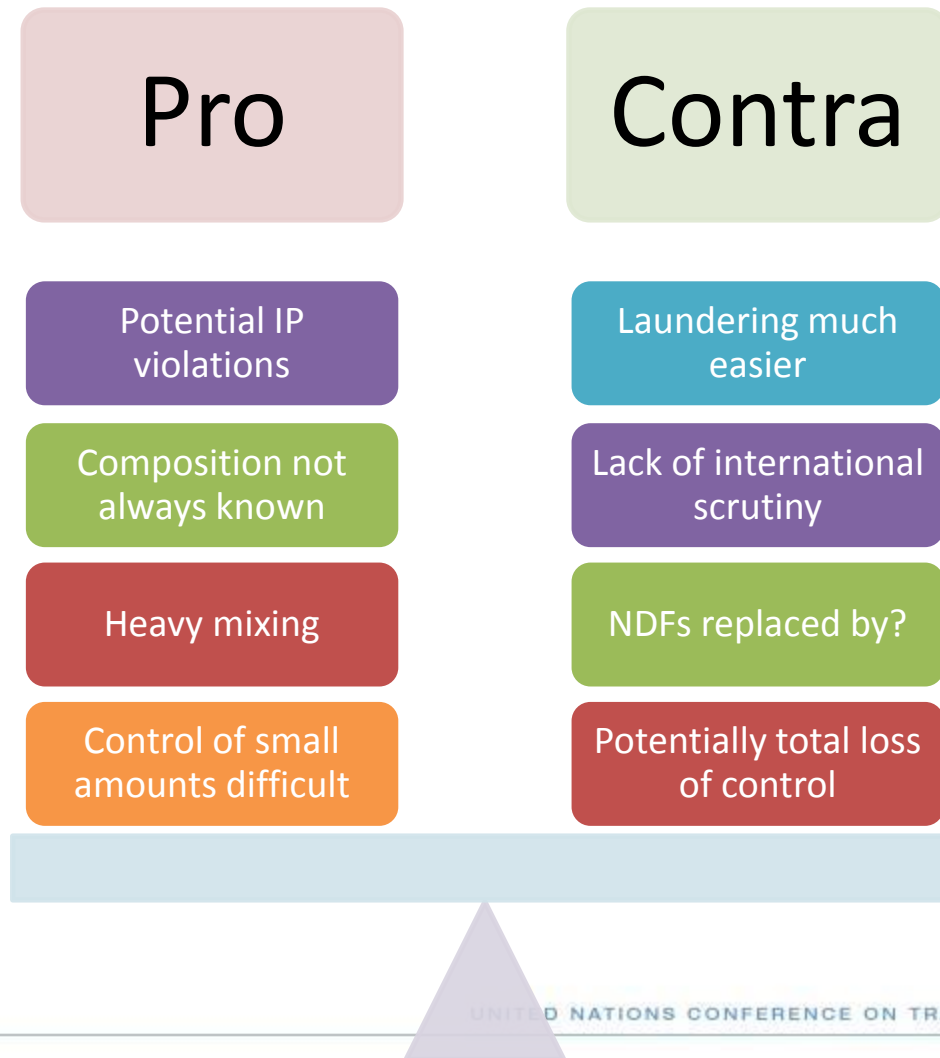 Pro
Contra
Potential IP
violations
Composition not
always known
Heavy mixing
Control of small
amounts difficult
Laundering much
easier
Lack of international
scrutiny
NDFs replaced by?
Potentially total loss
of control
UNITED NATIONS CONFERENCE ON TR